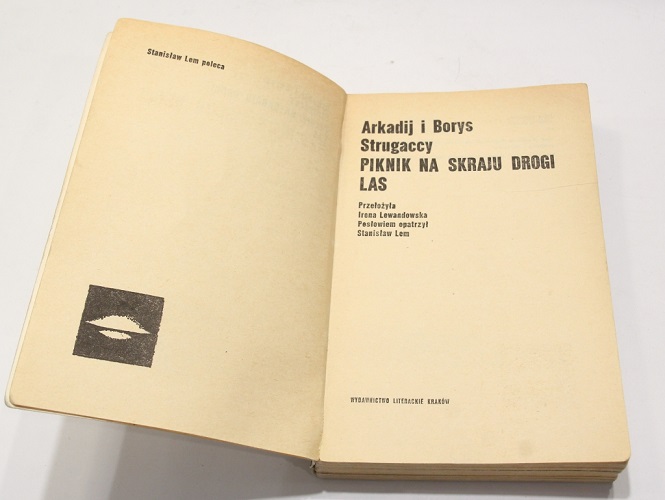 Stanisław Lem poleca
Arkadij i Borys
Strugaccy
PIKNIK NA SKRAJU DROGI
LAS
Przełożyła
Irena Lewandowska
Posłowiem opatrzył
Stanisław Lem
WYDAWNICTWO LITERACKIE KRAKÓW